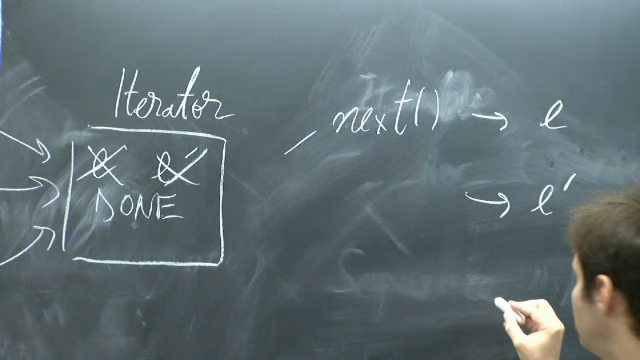 Iterator
e e'
DONE
next() → e
→ e'